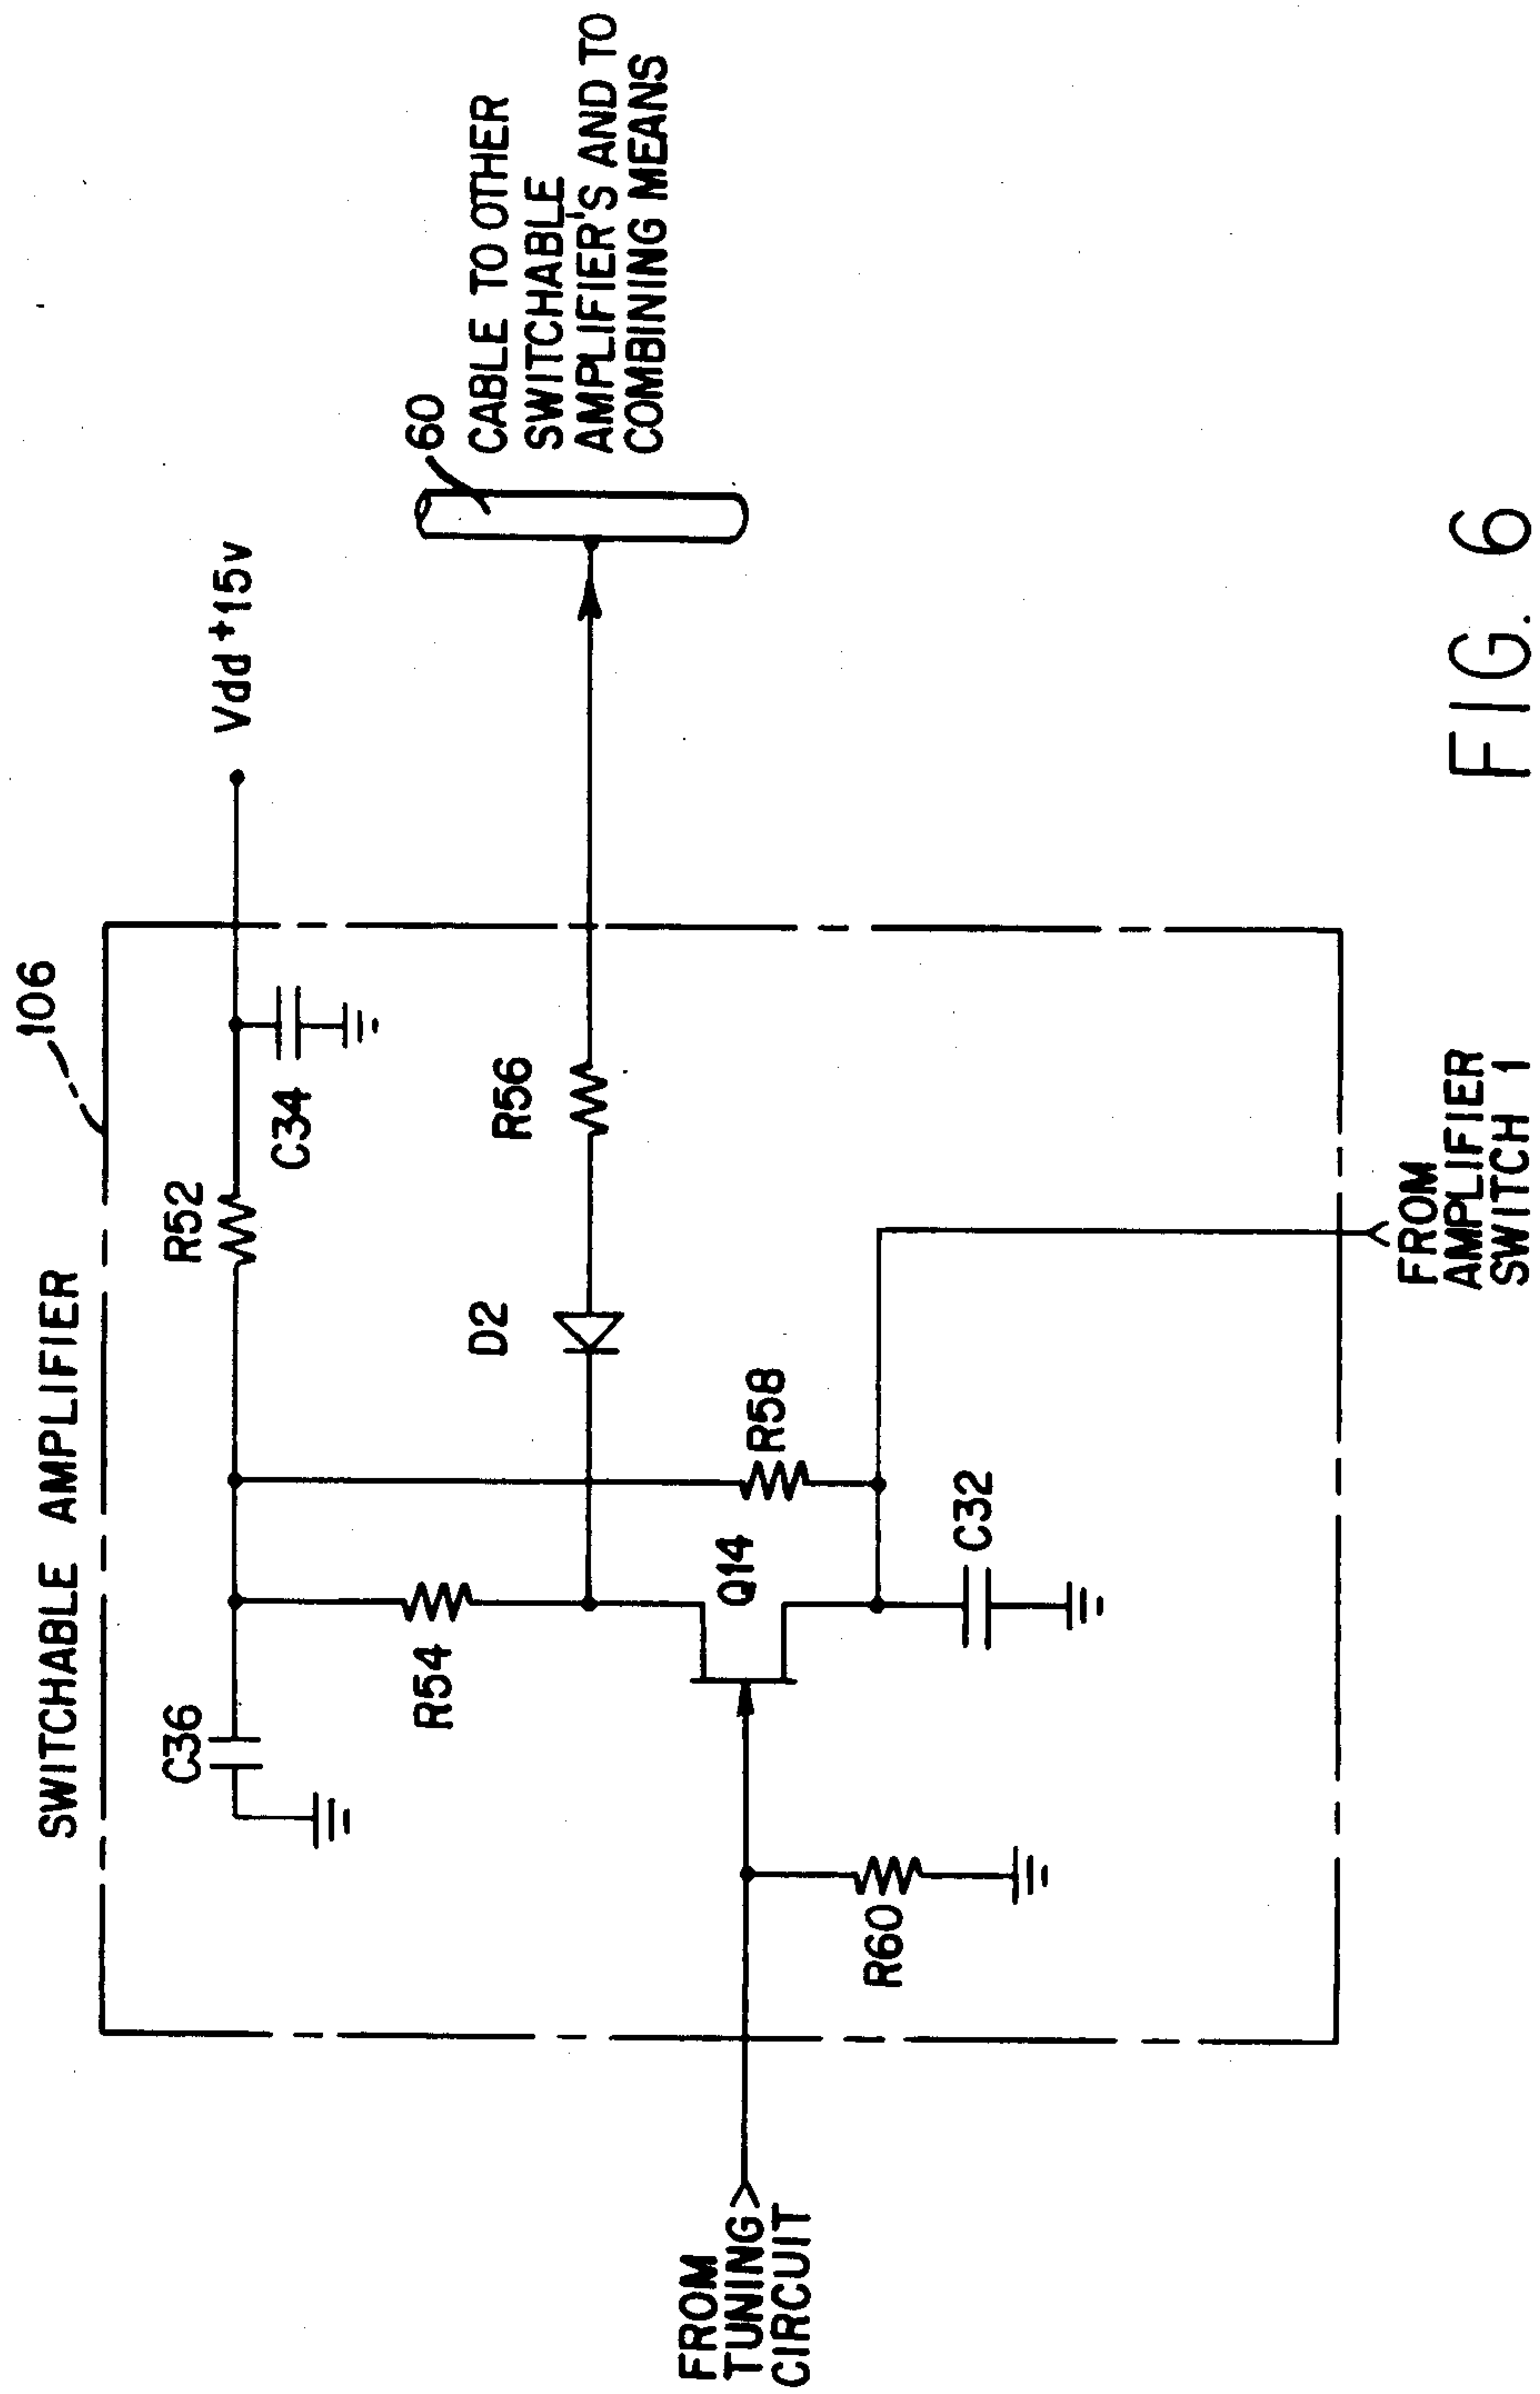 SWITCHABLE AMPLIFIER
106
C36
R52
C34
Vdd +15v
R54
D2
R56
60
CABLE TO OTHER
SWITCHABLE
AMPLIFIER'S AND TO
COMBINING MEANS
Q14
R58
FROM
TUNING
CIRCUIT
R60
C32
FROM
AMPLIFIER
SWITCH 1
FIG. 6